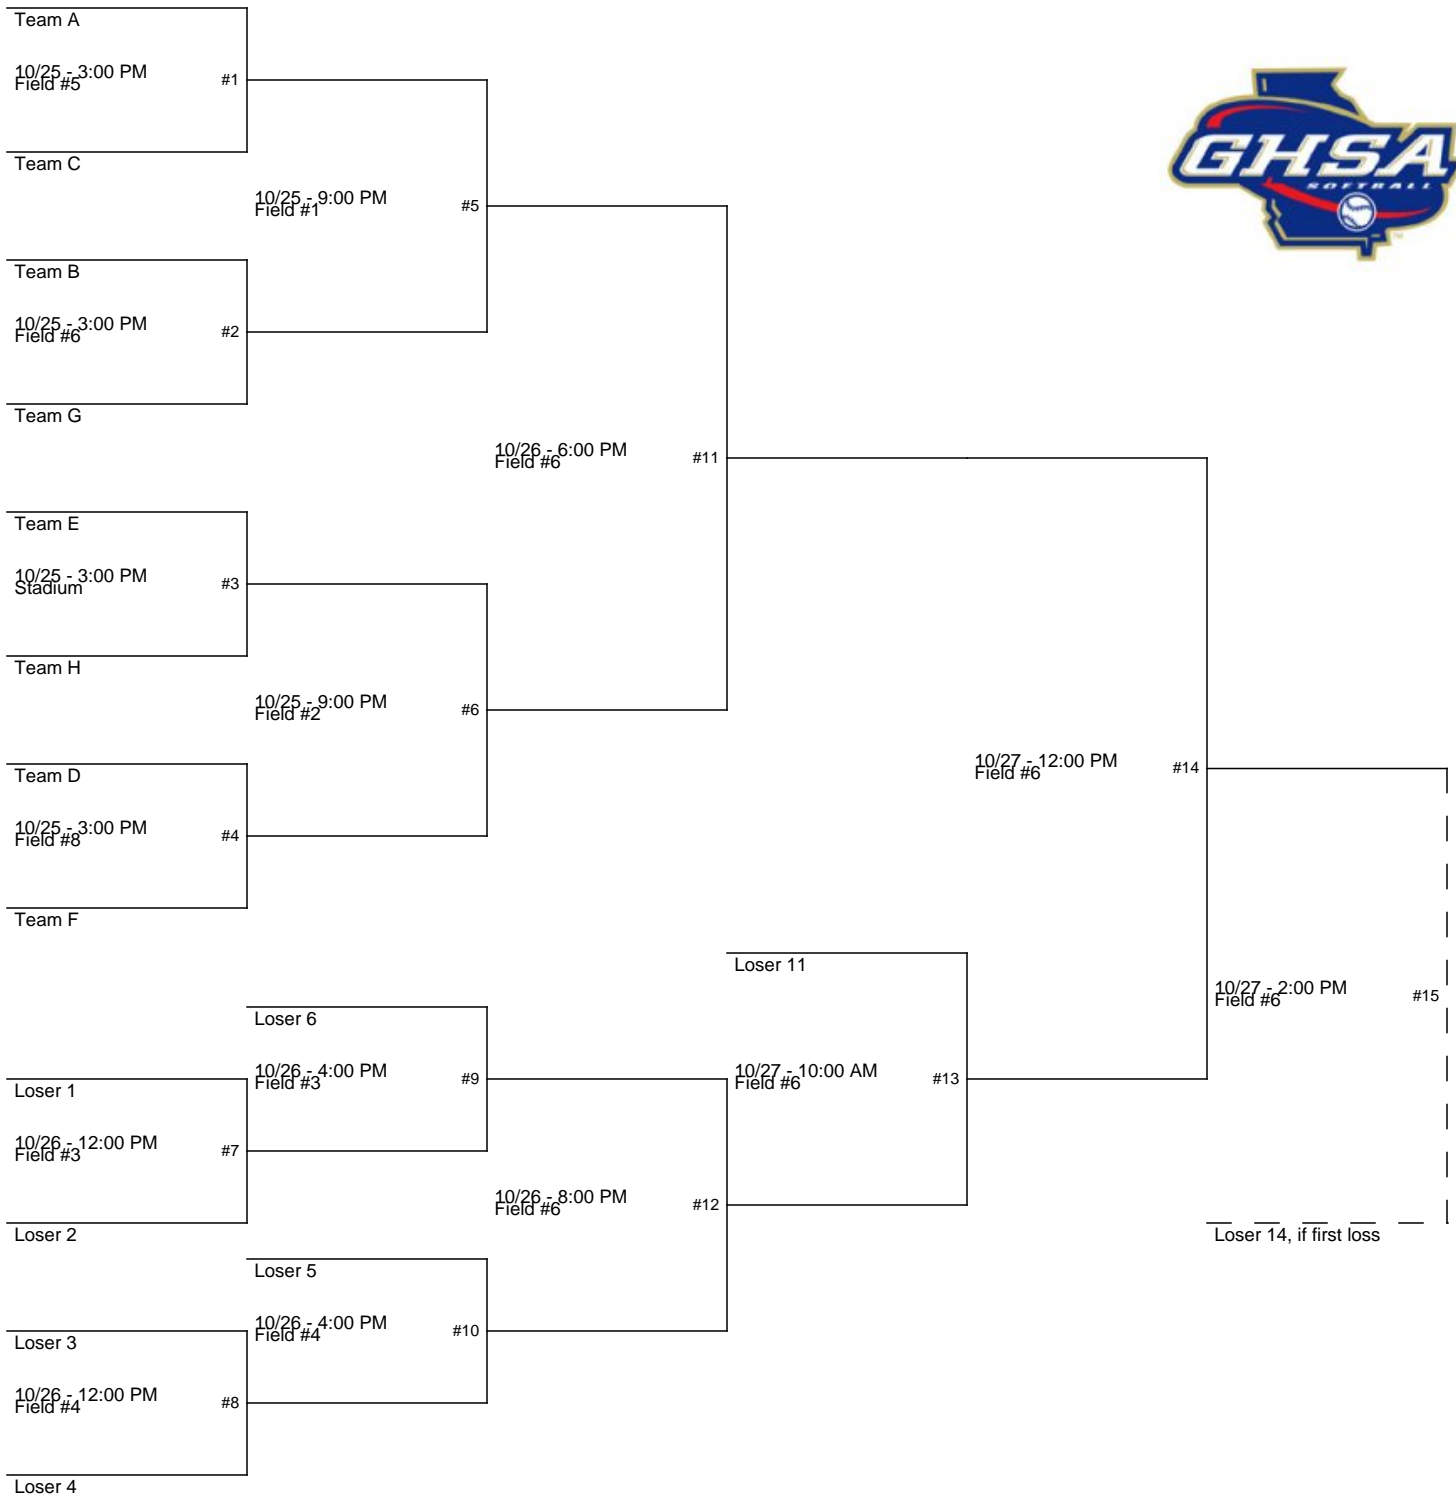 Team A
10/25 - 3:00 PM
Field #5
#1
Team C
10/25 - 9:00 PM
Field #1
#5
Team B
10/25 - 3:00 PM
Field #6
#2
Team G
10/26 - 6:00 PM
Field #6
#11
Team E
10/25 - 3:00 PM
Stadium
#3
Team H
10/25 - 9:00 PM
Field #2
#6
Team D
10/25 - 3:00 PM
Field #8
#4
Team F
10/27 - 12:00 PM
Field #6
#14
Loser 11
10/27 - 2:00 PM
Field #6
#15
Loser 6
10/26 - 4:00 PM
Field #3
#9
10/27 - 10:00 AM
Field #6
#13
Loser 1
10/26 - 12:00 PM
Field #3
#7
Loser 2
10/26 - 8:00 PM
Field #6
#12
Loser 14, if first loss
Loser 5
10/26 - 4:00 PM
Field #4
#10
Loser 3
10/26 - 12:00 PM
Field #4
#8
Loser 4
GHSA
SOFTBALL
TM